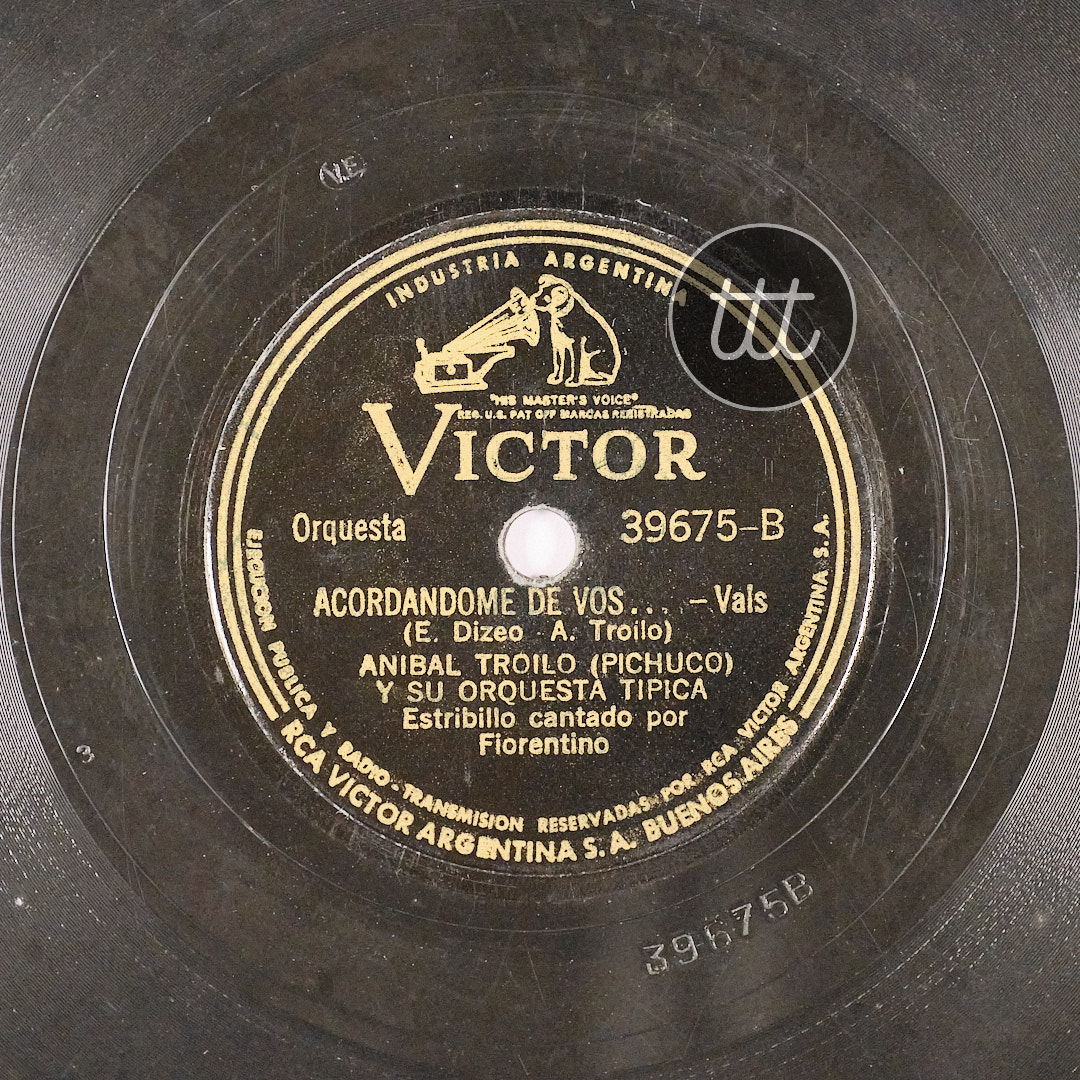 VE
INDUSTRIA ARGENTINA
ttt
"HIS MASTER'S VOICE"
REG. U.S. PAT OFF MARCAS REGISTRADAS
VICTOR
Orquesta
39675-B
ACORDANDOME DE VOS... - Vals
(E. Dizeo - A. Troilo)
ANIBAL TROILO (PICHUCO)
Y SU ORQUESTA TIPICA
Estribillo cantado por
Fiorentino
EJECUCION PUBLICA Y RADIO-TRANSMISION RESERVADAS POR RCA VICTOR ARGENTINA S.A.
RCA VICTOR ARGENTINA S.A. BUENOS AIRES
3
39675B